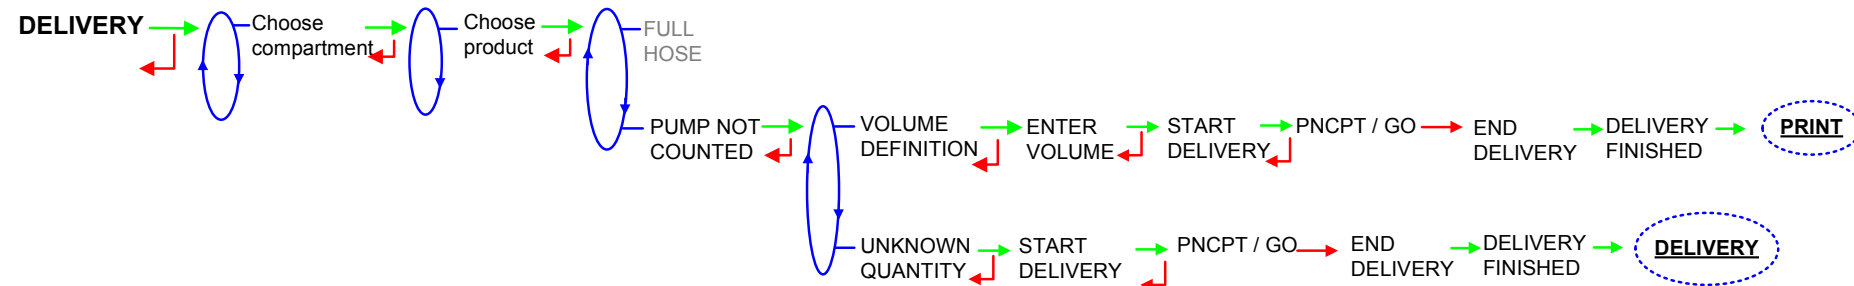 DELIVERY
Choose
compartment
Choose
product
FULL
HOSE
PUMP NOT
COUNTED
VOLUME
DEFINITION
ENTER
VOLUME
START
DELIVERY
PNCPT / GO
END
DELIVERY
DELIVERY
FINISHED
PRINT
UNKNOWN
QUANTITY
START
DELIVERY
PNCPT / GO
END
DELIVERY
DELIVERY
FINISHED
DELIVERY